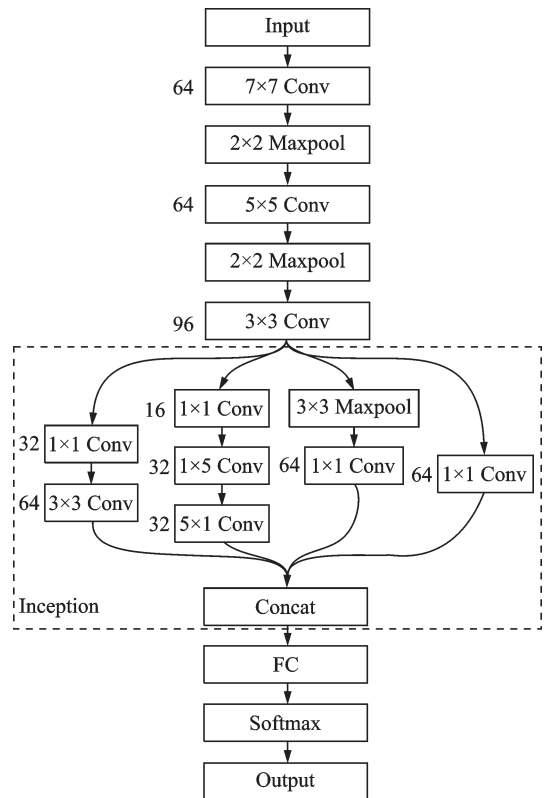 Input
64 7×7 Conv
2×2 Maxpool
64 5×5 Conv
2×2 Maxpool
96 3×3 Conv
32 1×1 Conv
64 3×3 Conv
16 1×1 Conv
32 1×5 Conv
32 5×1 Conv
3×3 Maxpool
64 1×1 Conv
64 1×1 Conv
Concat
Inception
FC
Softmax
Output